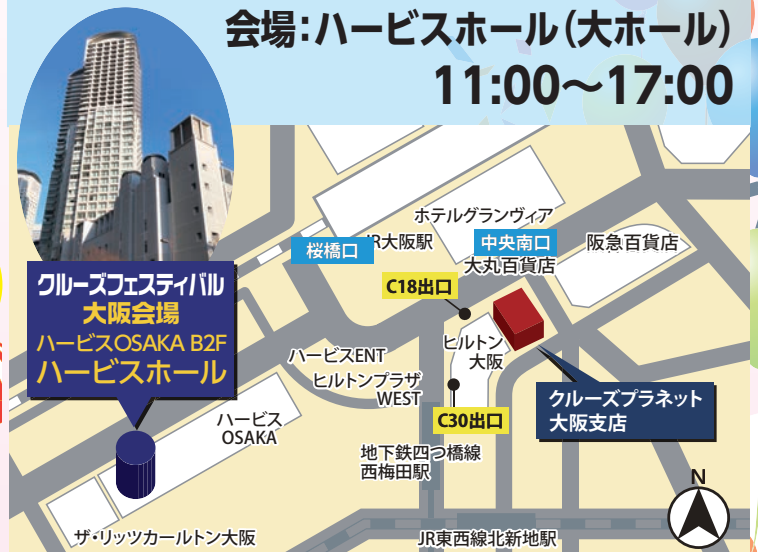 会場：ハービスホール（大ホール）
11:00～17:00
ホテルグランヴィア
JR大阪駅
中央南口
阪急百貨店
桜橋口
大丸百貨店
C18出口
クルーズフェスティバル
大阪会場
ハービスOSAKA B2F
ハービスホール
ハービスENT
ヒルトンプラザ
WEST
ヒルトン
大阪
クルーズプラネット
大阪支店
ハービス
OSAKA
C30出口
地下鉄四つ橋線
西梅田駅
N
ザ・リッツカールトン大阪
JR東西線北新地駅